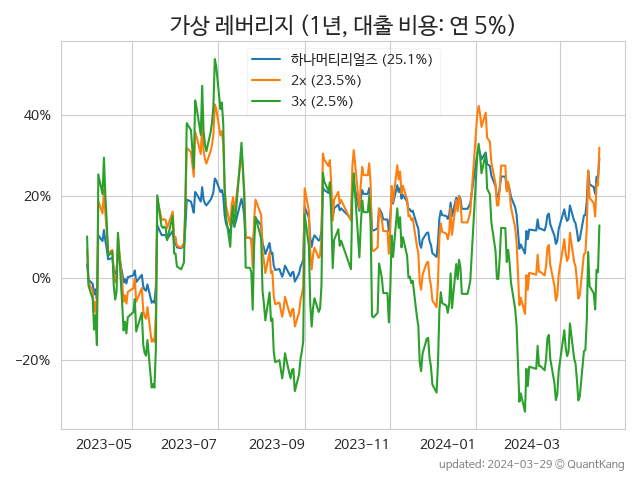 가상 레버리지 (1년, 대출 비용: 연 5%)
하나머티리얼즈 (25.1%)
2x (23.5%)
3x (2.5%)
40%
20%
0%
−20%
2023-05
2023-07
2023-09
2023-11
2024-01
2024-03
updated: 2024-03-29 © QuantKang